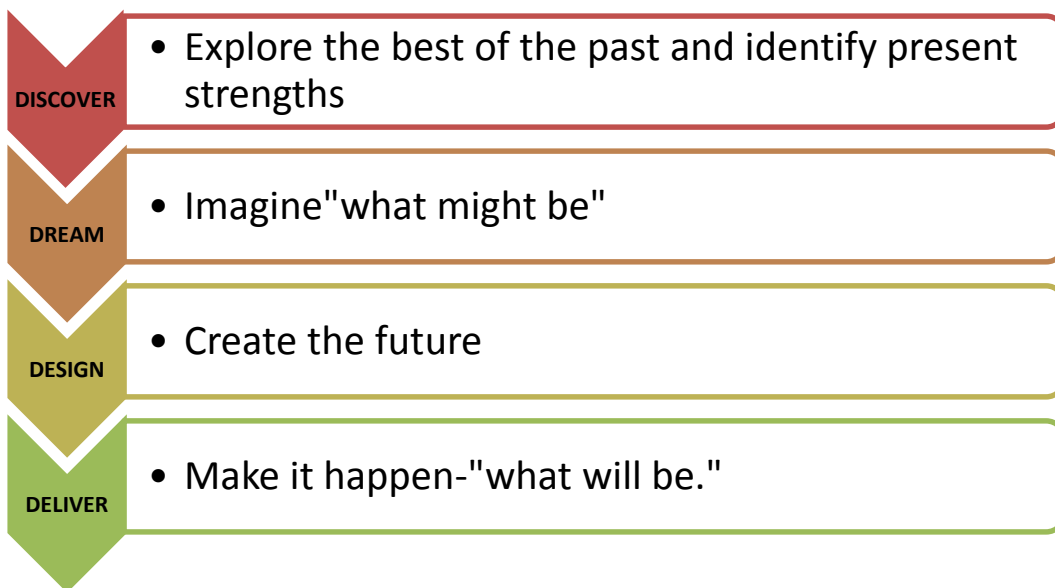 DISCOVER
• Explore the best of the past and identify present
strengths
DREAM
• Imagine"what might be"
DESIGN
• Create the future
DELIVER
• Make it happen-"what will be."